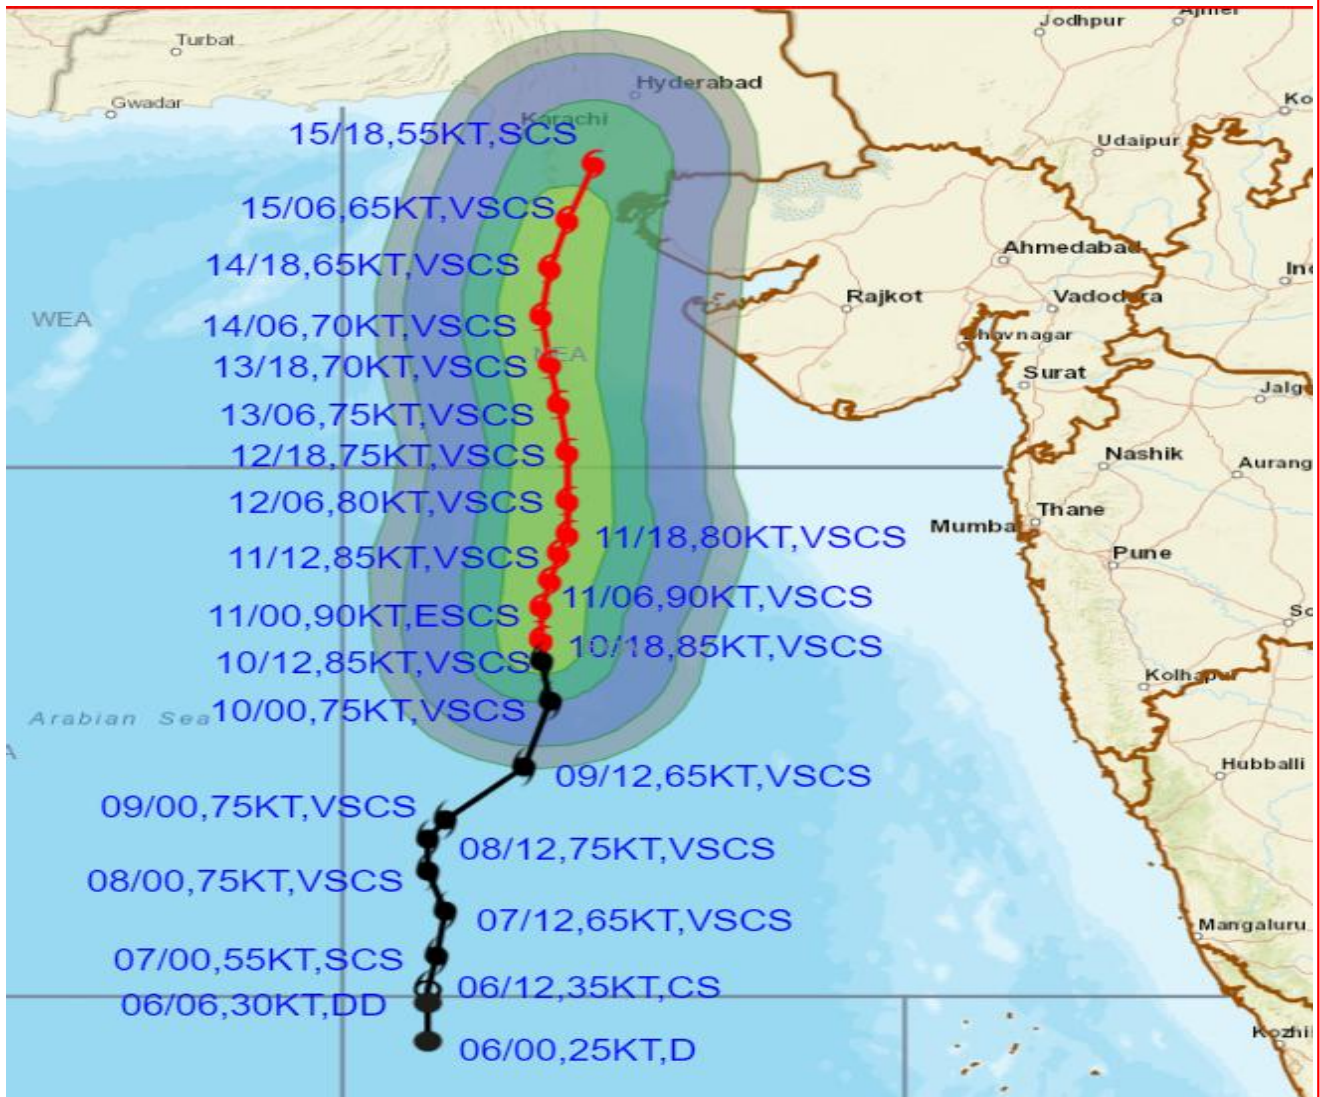 Ajmer
Turbat
Jodhpur
Gwadar
Hyderabad
Karachi
15/18,55KT,SCS
Udaipur
15/06,65KT,VSCS
14/18,65KT,VSCS
Ahmedabad
Rajkot
Vadodara
WEA
14/06,70KT,VSCS
Bhavnagar
NEA
13/18,70KT,VSCS
Surat
13/06,75KT,VSCS
12/18,75KT,VSCS
Nashik
Aurang
12/06,80KT,VSCS
Thane
Mumbai
11/18,80KT,VSCS
11/12,85KT,VSCS
Pune
11/06,90KT,VSCS
11/00,90KT,ESCS
10/18,85KT,VSCS
10/12,85KT,VSCS
Kolhapur
10/00,75KT,VSCS
Arabian Sea
Hubballi
09/12,65KT,VSCS
09/00,75KT,VSCS
08/12,75KT,VSCS
08/00,75KT,VSCS
07/12,65KT,VSCS
Mangaluru
07/00,55KT,SCS
06/12,35KT,CS
06/06,30KT,DD
Kozhi
06/00,25KT,D